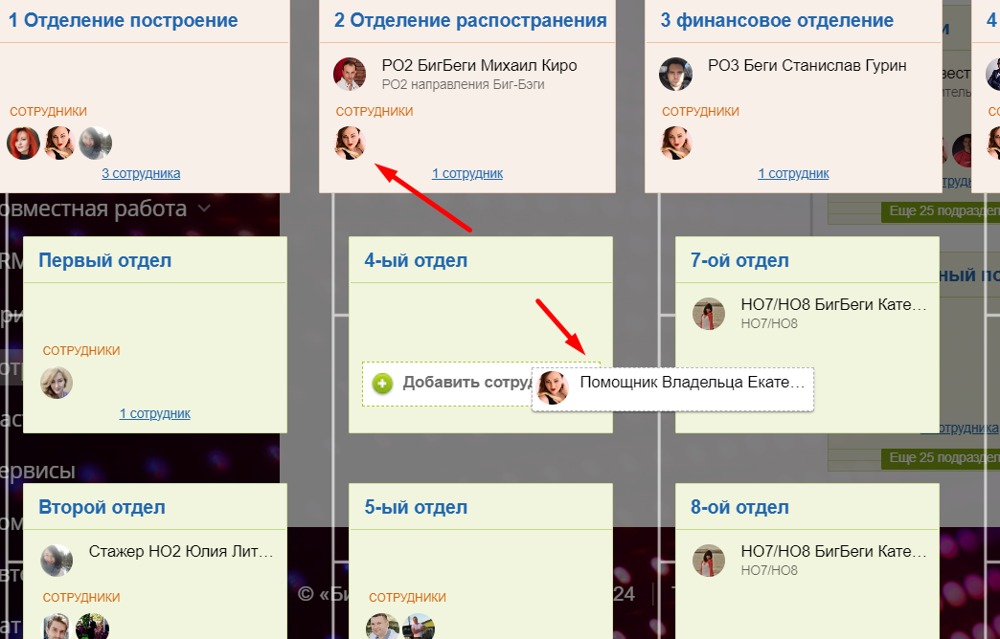 1 Отделение построение
2 Отделение распостранения
3 финансовое отделение
4
РО2 БигБеги Михаил Киро
РО2 направления Биг-Бэги
РО3 Беги Станислав Гурин
СОТРУДНИКИ
СОТРУДНИКИ
СОТРУДНИКИ
3 сотрудника
1 сотрудник
1 сотрудник
Еще 25 подраздел
овместная работа
Первый отдел
4-ый отдел
7-ой отдел
НО7/НО8 БигБеги Кате...
НО7/НО8
СОТРУДНИКИ
Добавить сотруд
Помощник Владельца Екате...
1 сотрудник
отрудника
Еще 25 подраздел
ервисы
Второй отдел
5-ый отдел
8-ой отдел
Стажер НО2 Юлия Лит...
НО7/НО8 БигБеги Кате...
НО7/НО8
СОТРУДНИКИ
СОТРУДНИКИ
© «Би
24